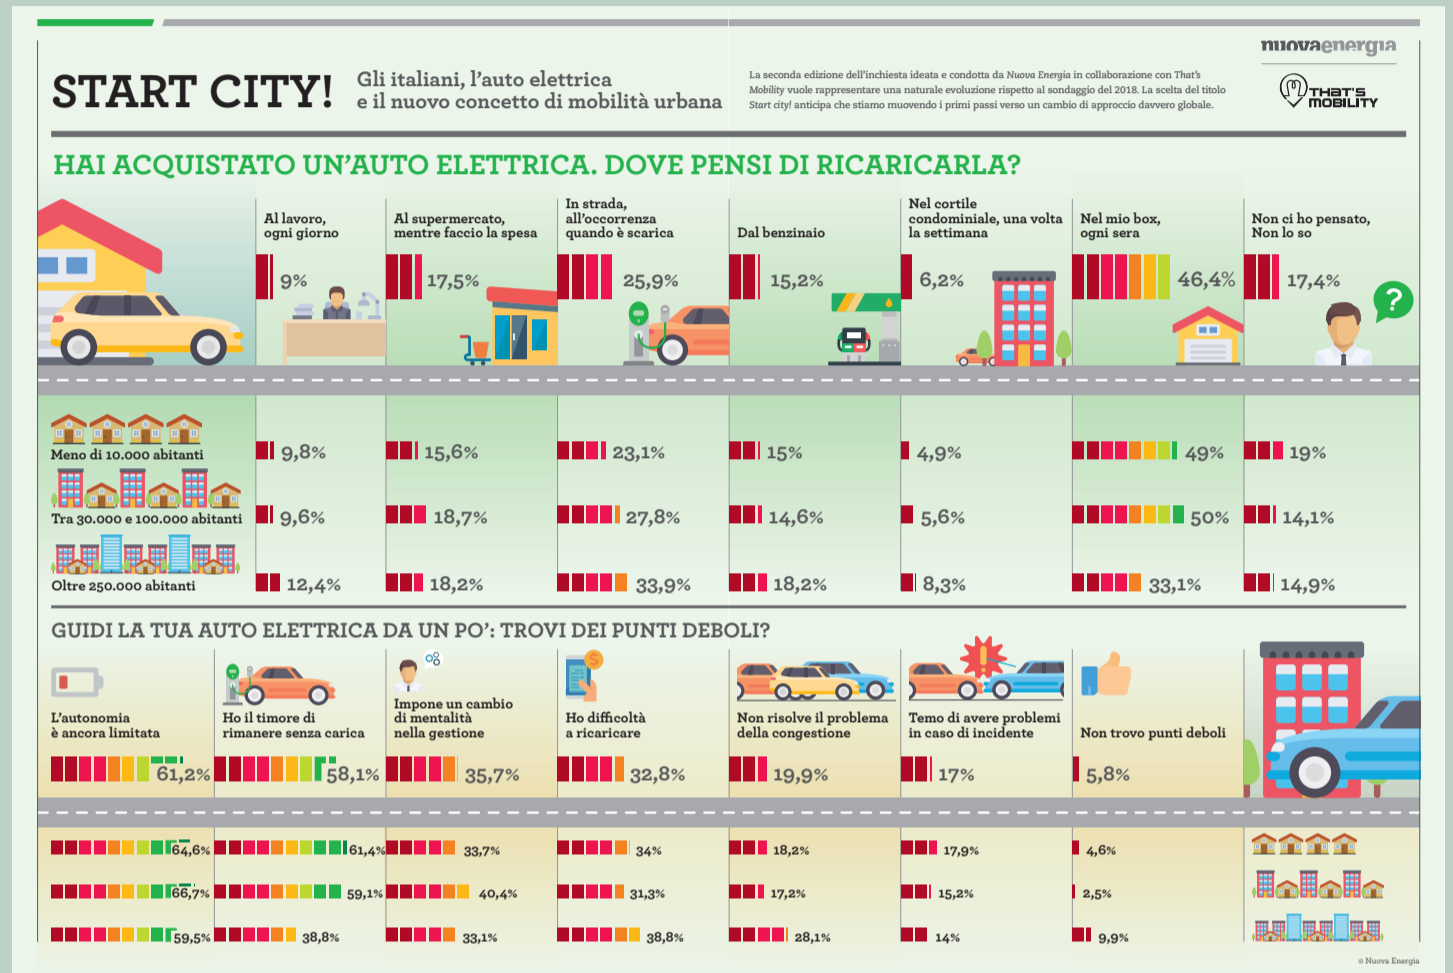 nuovaenergia
START CITY!
Gli italiani, l'auto elettrica
e il nuovo concetto di mobilità urbana
La seconda edizione dell'inchiesta ideata e condotta da Nuova Energia in collaborazione con That's
Mobility vuole rappresentare una naturale evoluzione rispetto al sondaggio del 2018. La scelta del titolo
Start city! anticipa che stiamo muovendo i primi passi verso un cambio di approccio davvero globale.
THAT'S
MOBILITY
HAI ACQUISTATO UN'AUTO ELETTRICA. DOVE PENSI DI RICARICARLA?
Al lavoro,
ogni giorno
9%
Al supermercato,
mentre faccio la spesa
17,5%
In strada,
all'occorrenza
quando è scarica
25,9%
Dal benzinaio
15,2%
Nel cortile
condominiale, una volta
la settimana
6,2%
Nel mio box,
ogni sera
46,4%
Non ci ho pensato,
Non lo so
17,4%
?
Meno di 10.000 abitanti
9,8% 15,6% 23,1% 15% 4,9% 49% 19%
Tra 30.000 e 100.000 abitanti
9,6% 18,7% 27,8% 14,6% 5,6% 50% 14,1%
Oltre 250.000 abitanti
12,4% 18,2% 33,9% 18,2% 8,3% 33,1% 14,9%
GUIDI LA TUA AUTO ELETTRICA DA UN PO': TROVI DEI PUNTI DEBOLI?
L'autonomia
è ancora limitata
61,2%
Ho il timore di
rimanere senza carica
58,1%
Impone un cambio
di mentalità
nella gestione
35,7%
$
Ho difficoltà
a ricaricare
32,8%
Non risolve il problema
della congestione
19,9%
!
Temo di avere problemi
in caso di incidente
17%
Non trovo punti deboli
5,8%
64,6% 61,4% 33,7% 34% 18,2% 17,9% 4,6%
66,7% 59,1% 40,4% 31,3% 17,2% 15,2% 2,5%
59,5% 38,8% 33,1% 38,8% 28,1% 14% 9,9%
© Nuova Energia